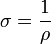 σ = 1/ρ